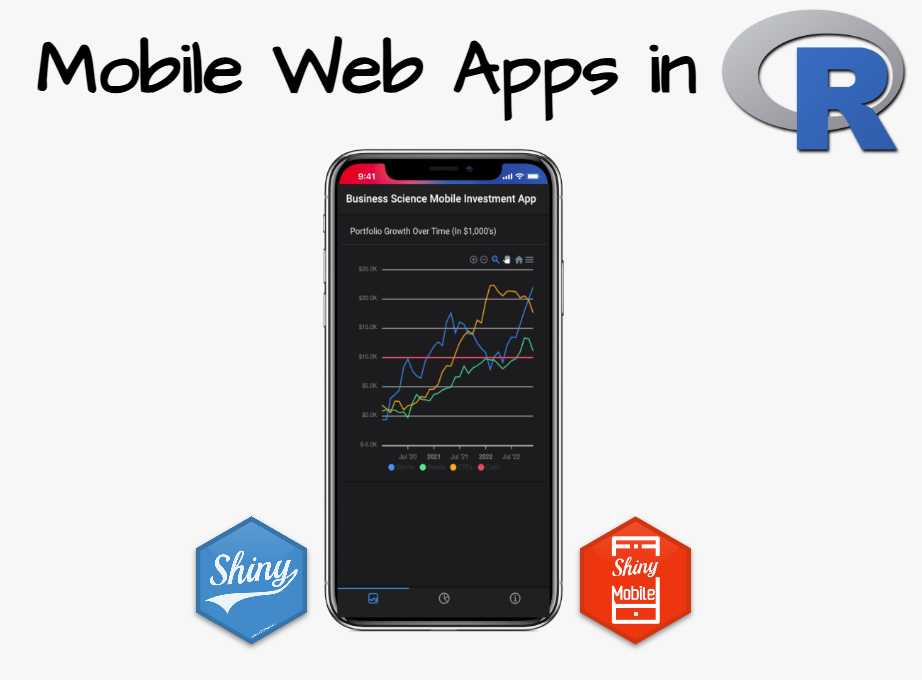 Mobile Web Apps in R
9:41
Business Science Mobile Investment App
Portfolio Growth Over Time (In $1,000's)
$25.0K
$20.0K
$15.0K
$10.0K
$5.0K
$0.0K
$-5.0K
Jul '20 2021 Jul '21 2022 Jul '22
Stocks Bonds ETFs Cash
Shiny
Shiny
Mobile